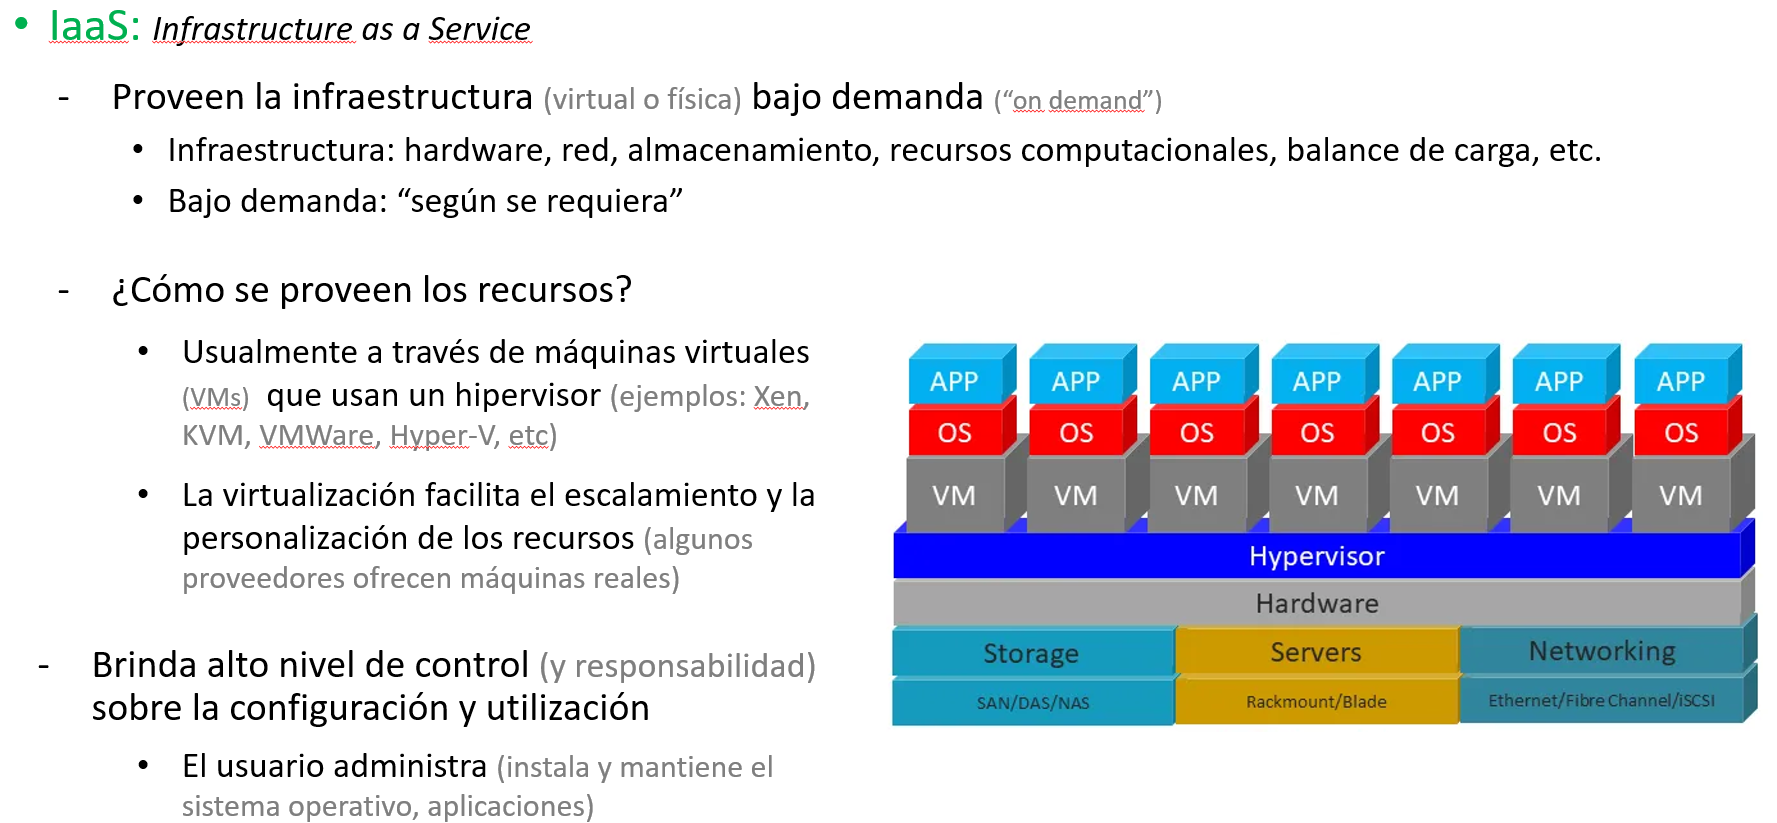 • IaaS: Infrastructure as a Service
- Proveen la infraestructura (virtual o física) bajo demanda (“on demand”)
• Infraestructura: hardware, red, almacenamiento, recursos computacionales, balance de carga, etc.
• Bajo demanda: “según se requiera”
- ¿Cómo se proveen los recursos?
• Usualmente a través de máquinas virtuales
(VMs) que usan un hipervisor (ejemplos: Xen,
KVM, VMWare, Hyper-V, etc)
• La virtualización facilita el escalamiento y la
personalización de los recursos (algunos
proveedores ofrecen máquinas reales)
- Brinda alto nivel de control (y responsabilidad)
sobre la configuración y utilización
• El usuario administra (instala y mantiene el
sistema operativo, aplicaciones)
APP APP APP APP APP APP APP
OS OS OS OS OS OS OS
VM VM VM VM VM VM VM
Hypervisor
Hardware
Storage Servers Networking
SAN/DAS/NAS Rackmount/Blade Ethernet/Fibre Channel/iSCSI